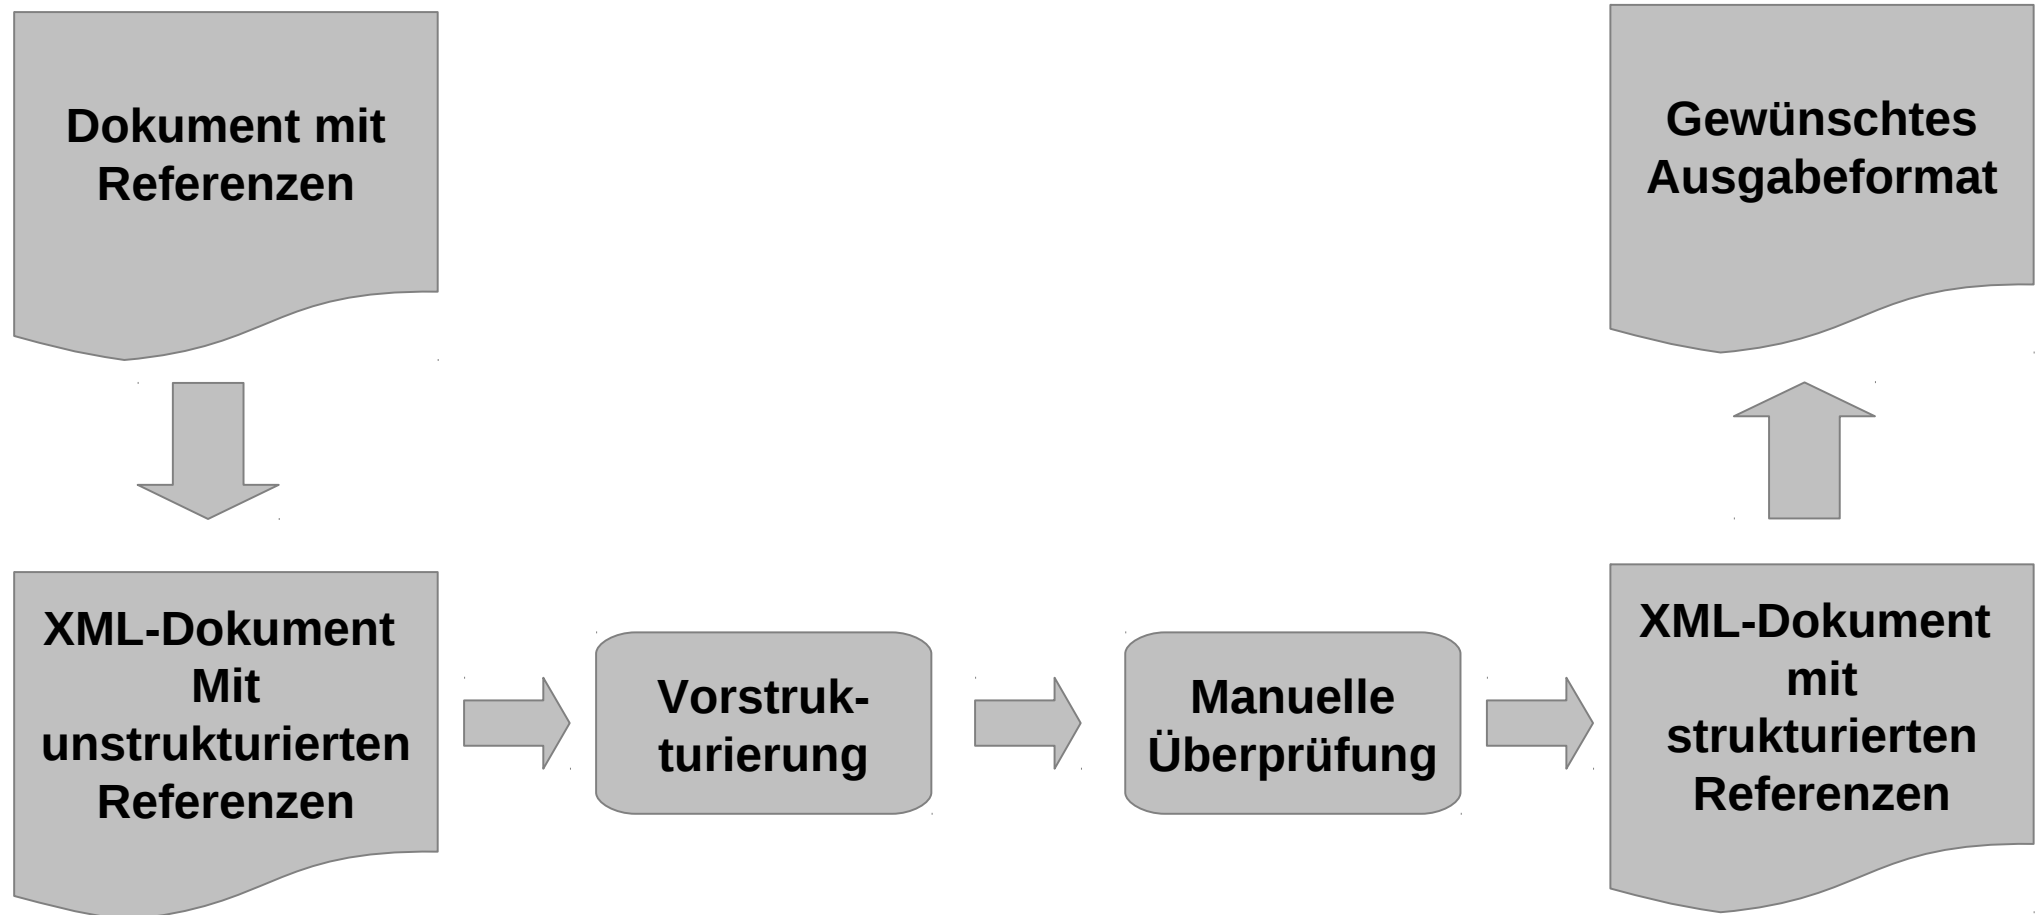 Dokument mit
Referenzen
Gewünschtes
Ausgabeformat
XML-Dokument
Mit
unstrukturierten
Referenzen
Vorstruk-
turierung
Manuelle
Überprüfung
XML-Dokument
mit
strukturierten
Referenzen